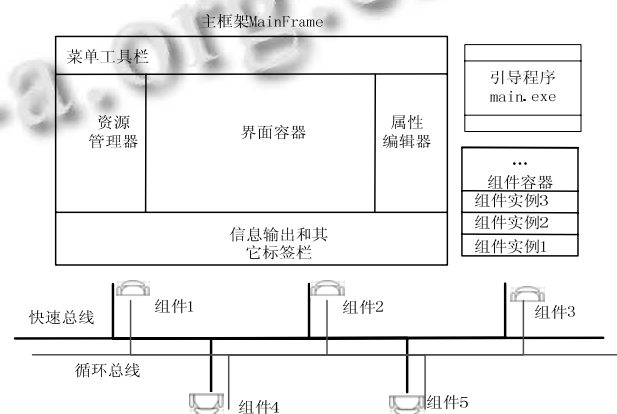 主框架MainFrame
菜单工具栏
资源
管理器
界面容器
属性
编辑器
信息输出和其
它标签栏
引导程序
main.exe
...
组件容器
组件实例3
组件实例2
组件实例1
快速总线
组件1
组件2
组件3
循环总线
组件4
组件5
a.org.